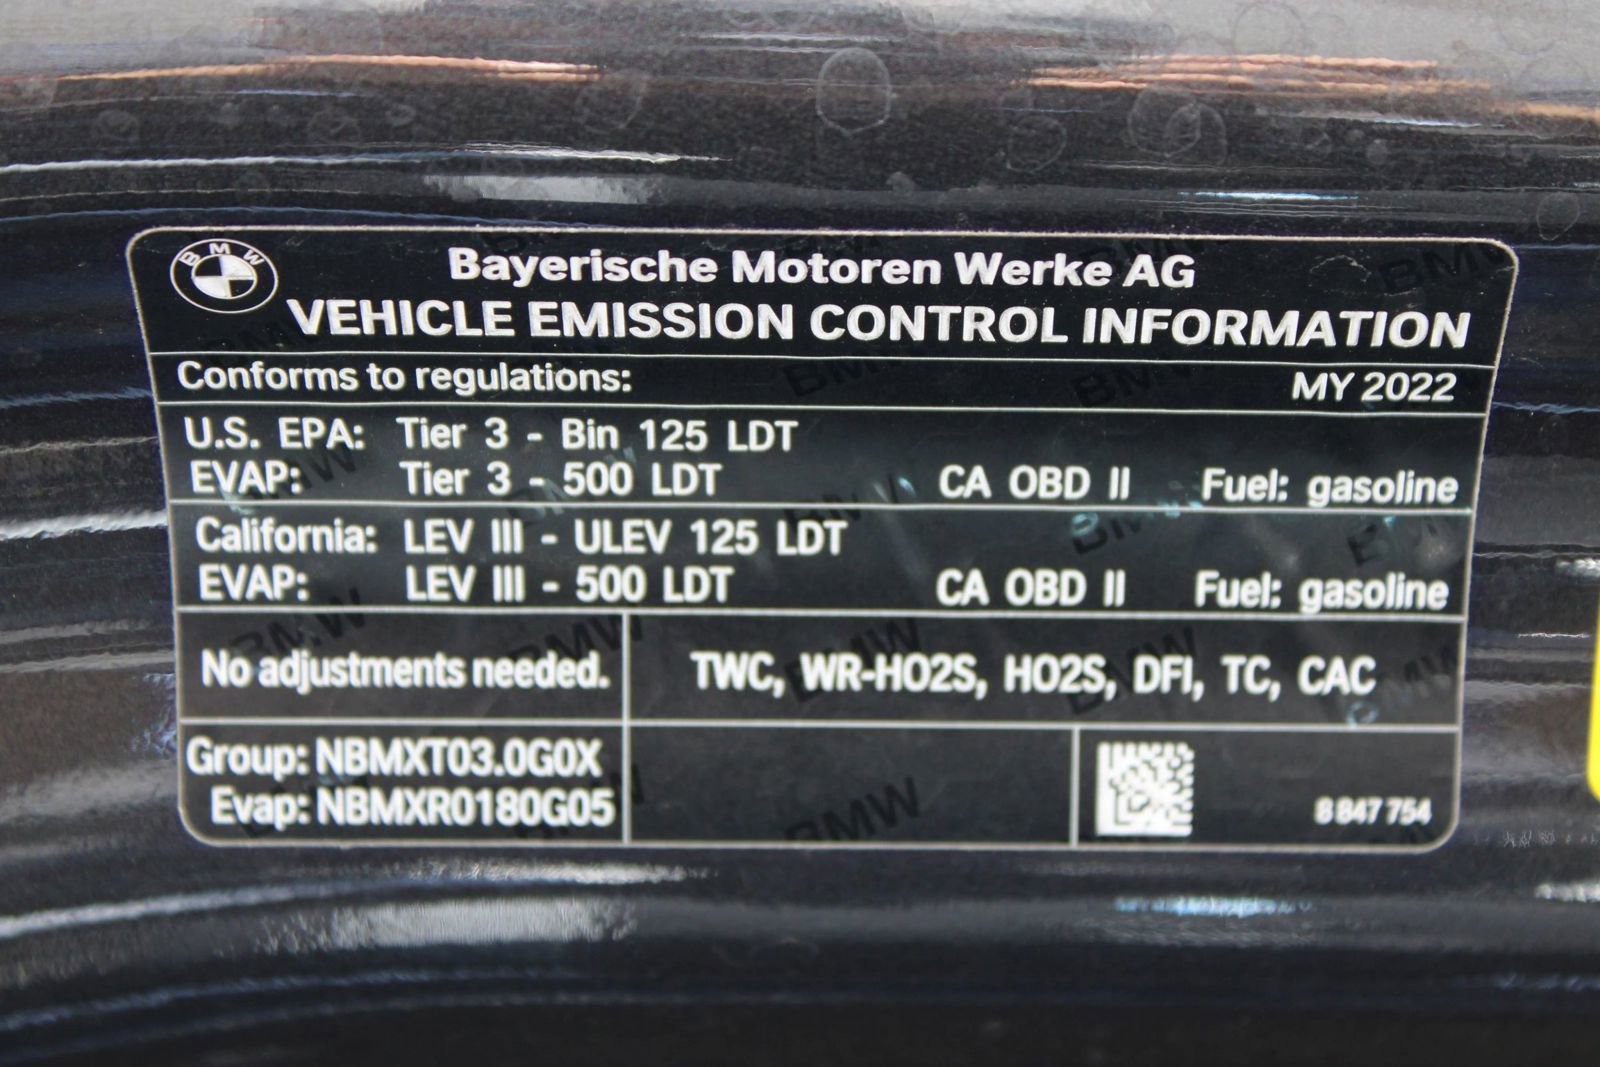 BMW
Bayerische Motoren Werke AG
VEHICLE EMISSION CONTROL INFORMATION
Conforms to regulations: MY 2022
U.S. EPA: Tier 3 - Bin 125 LDT
EVAP: Tier 3 - 500 LDT CA OBD II Fuel: gasoline
California: LEV III - ULEV 125 LDT
EVAP: LEV III - 500 LDT CA OBD II Fuel: gasoline
No adjustments needed. TWC, WR-HO2S, HO2S, DFI, TC, CAC
Group: NBMXT03.0G0X
Evap: NBMXR0180G05 8 847 754